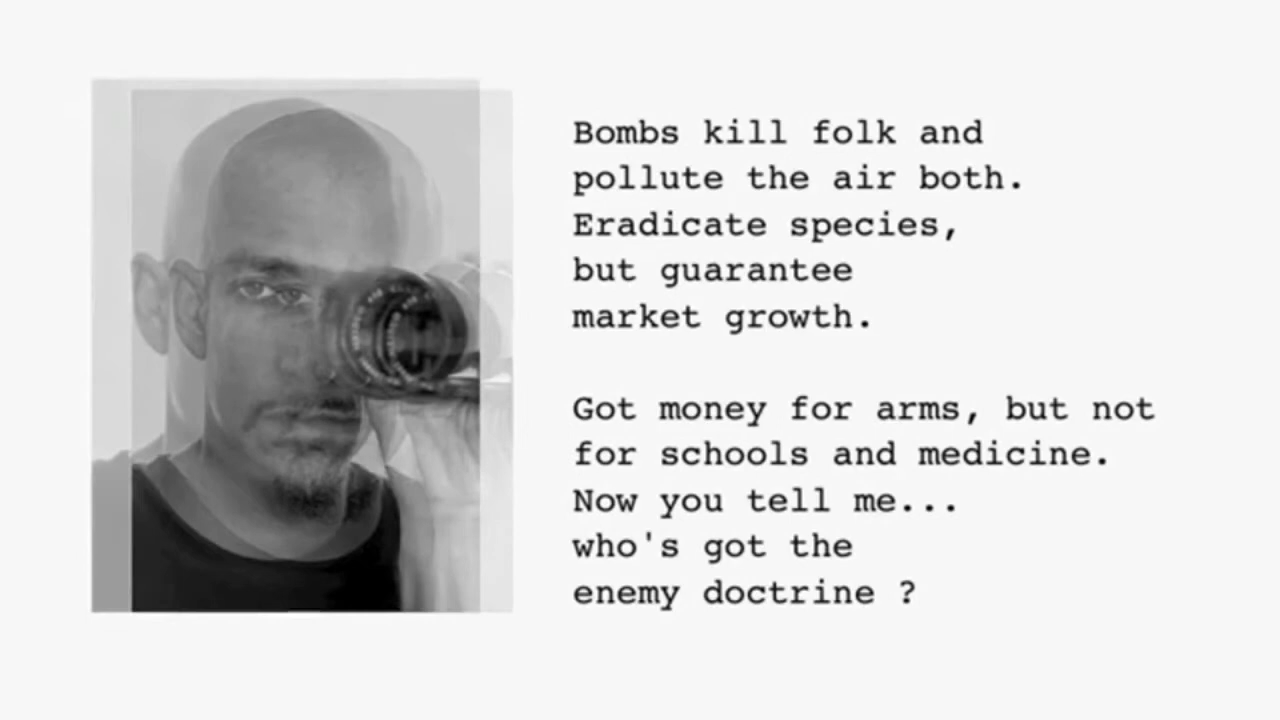 Bombs kill folk and
pollute the air both.
Eradicate species,
but guarantee
market growth.
Got money for arms, but not
for schools and medicine.
Now you tell me...
who's got the
enemy doctrine ?